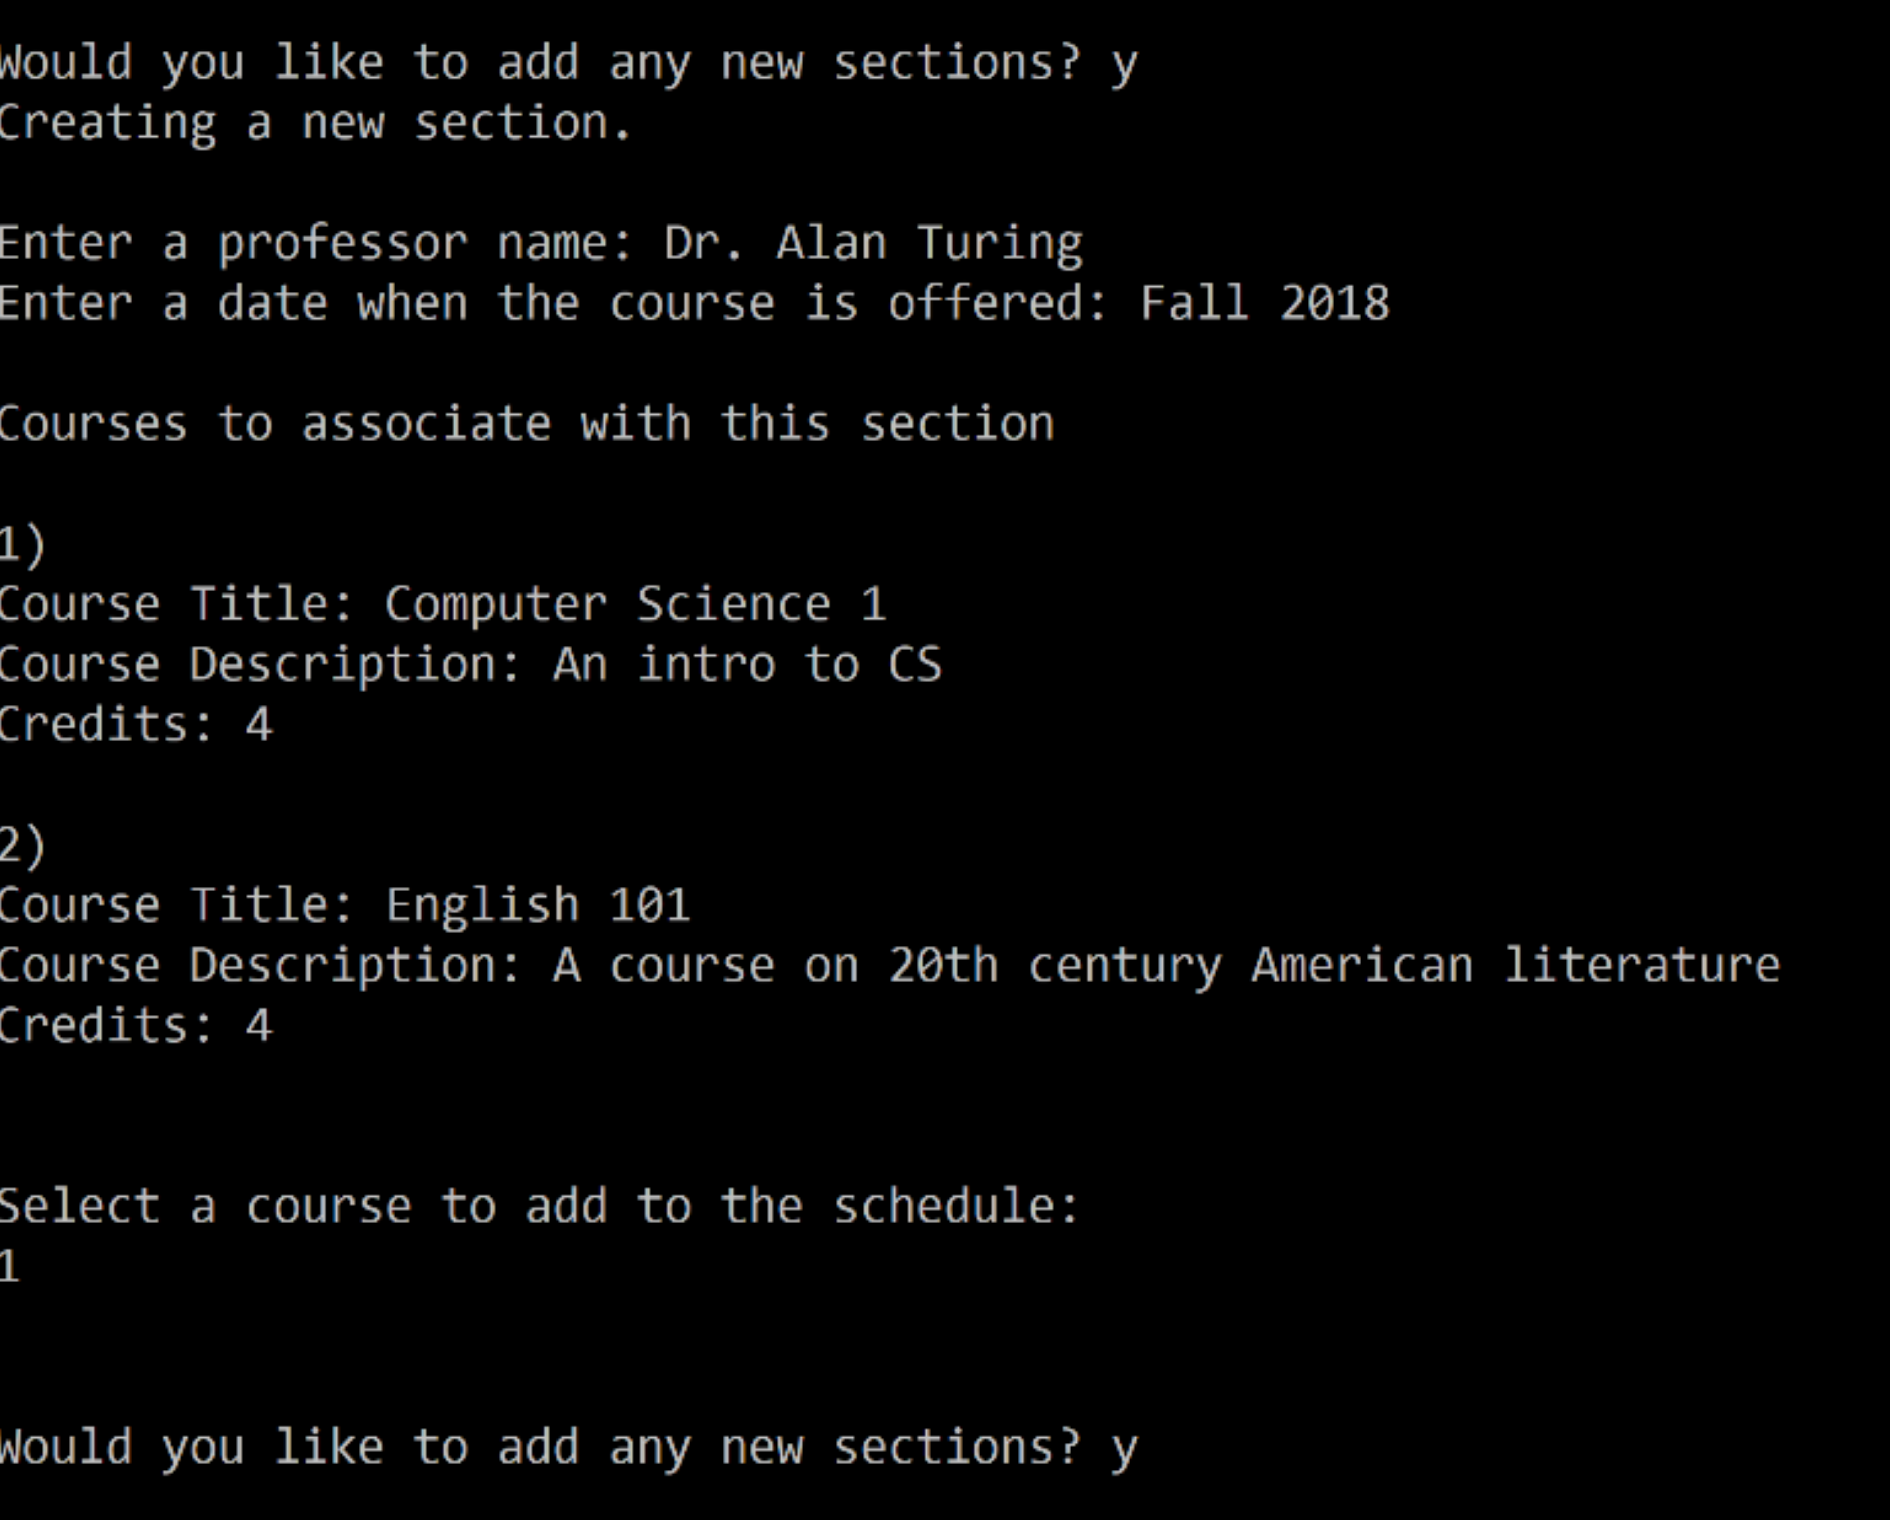 Would you like to add any new sections? y
Creating a new section.
Enter a professor name: Dr. Alan Turing
Enter a date when the course is offered: Fall 2018
Courses to associate with this section
1)
Course Title: Computer Science 1
Course Description: An intro to CS
Credits: 4
2)
Course Title: English 101
Course Description: A course on 20th century American literature
Credits: 4
Select a course to add to the schedule:
1
Would you like to add any new sections? y